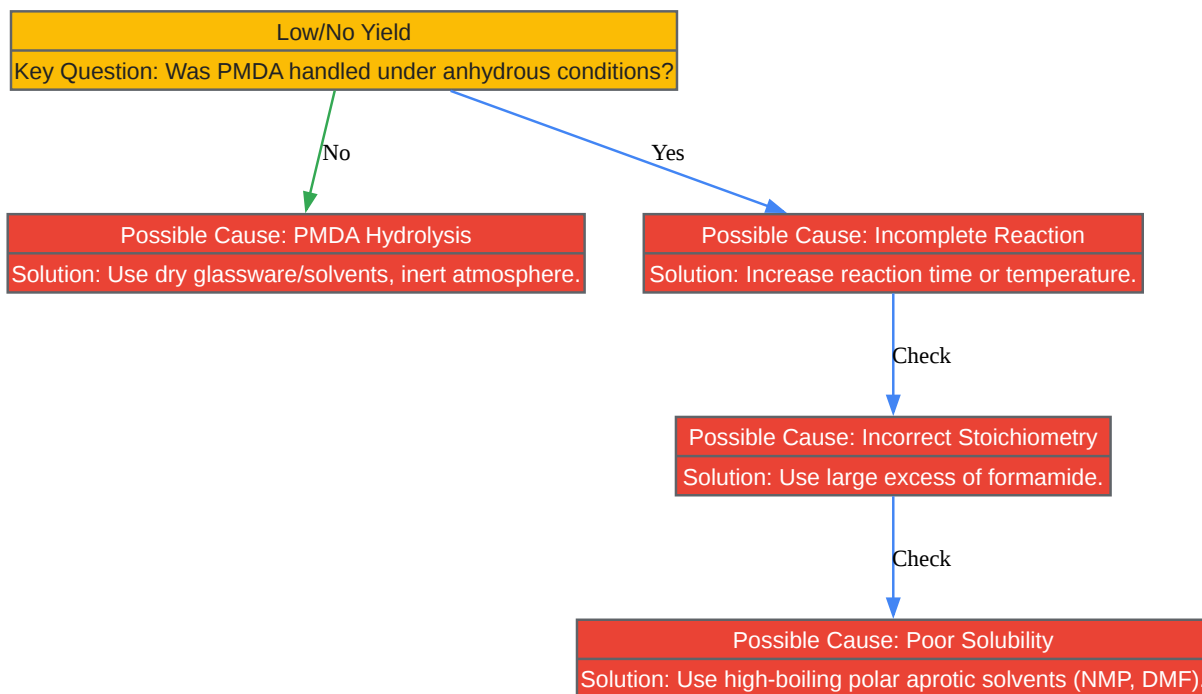 Low/No Yield
Key Question: Was PMDA handled under anhydrous conditions?
No
Yes
Possible Cause: PMDA Hydrolysis
Solution: Use dry glassware/solvents, inert atmosphere.
Possible Cause: Incomplete Reaction
Solution: Increase reaction time or temperature.
Check
Possible Cause: Incorrect Stoichiometry
Solution: Use large excess of formamide.
Check
Possible Cause: Poor Solubility
Solution: Use high-boiling polar aprotic solvents (NMP, DMF).